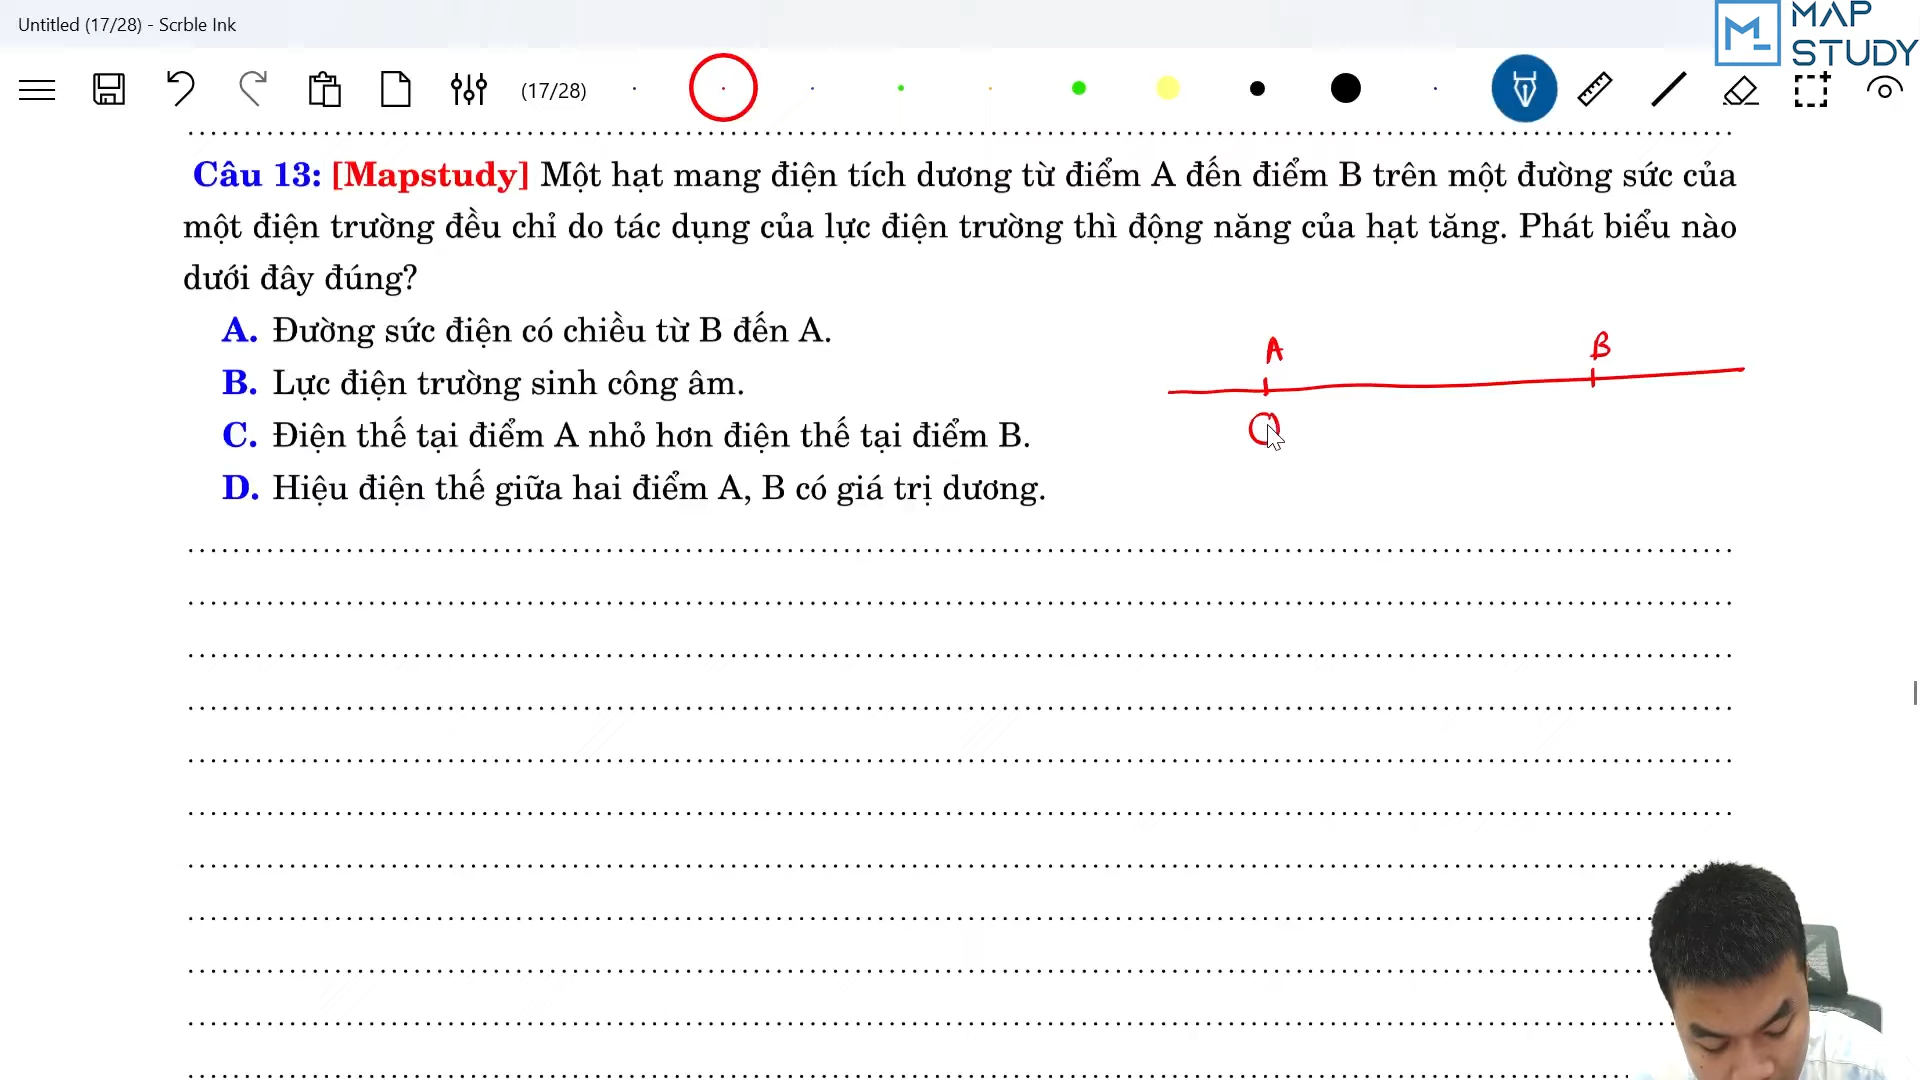 Untitled (17/28) - Scrble Ink
MAP
STUDY
(17/28)
Câu 13: [Mapstudy] Một hạt mang điện tích dương từ điểm A đến điểm B trên một đường sức của
một điện trường đều chỉ do tác dụng của lực điện trường thì động năng của hạt tăng. Phát biểu nào
dưới đây đúng?
A. Đường sức điện có chiều từ B đến A.
B. Lực điện trường sinh công âm.
C. Điện thế tại điểm A nhỏ hơn điện thế tại điểm B.
D. Hiệu điện thế giữa hai điểm A, B có giá trị dương.
A B